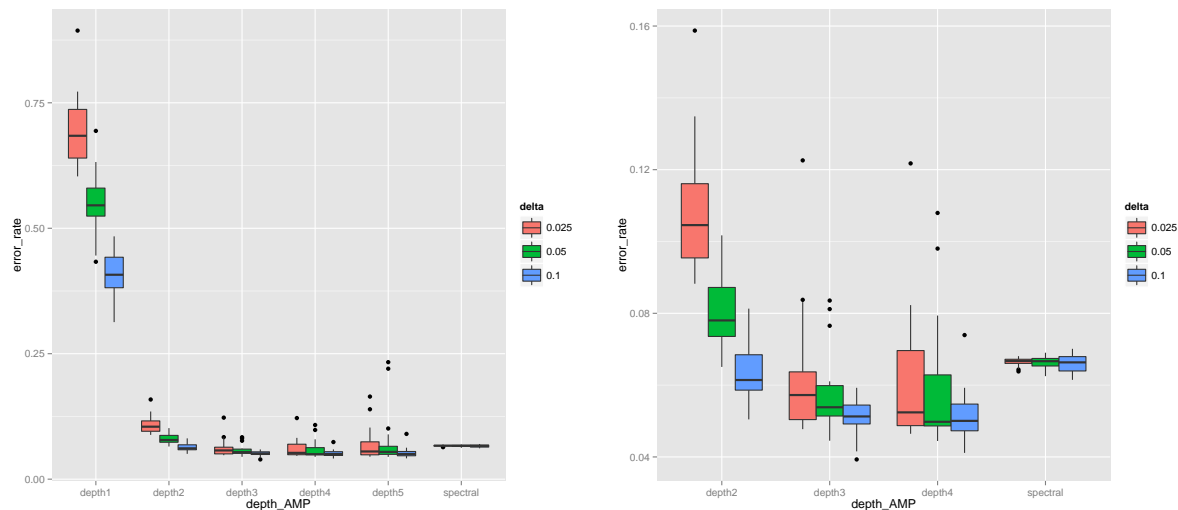 0.75
0.50
0.25
0.00
error_rate
depth1 depth2 depth3 depth4 depth5 spectral
depth_AMP
delta
0.025
0.05
0.1
0.16
0.12
0.08
0.04
error_rate
depth2 depth3 depth4 spectral
depth_AMP
delta
0.025
0.05
0.1